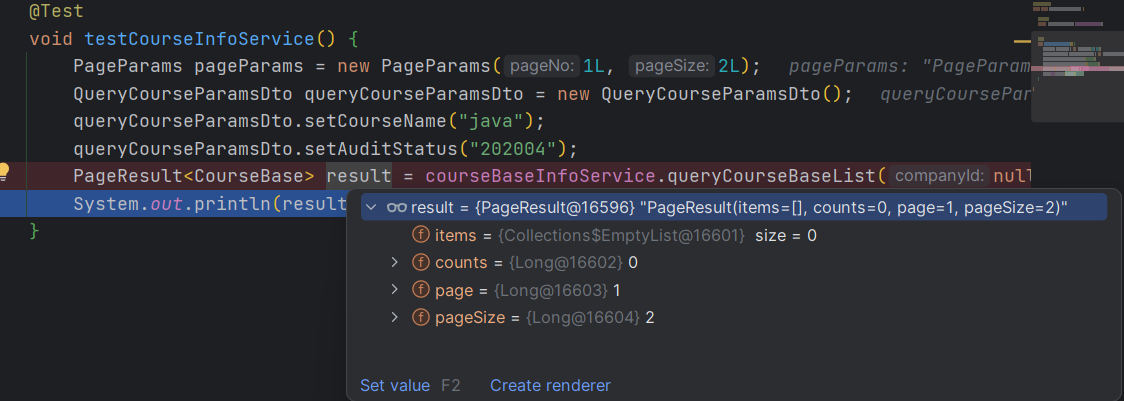 @Test
void testCourseInfoService() {
PageParams pageParams = new PageParams( pageNo: 1L, pageSize: 2L); pageParams: "PageParam
QueryCourseParamsDto queryCourseParamsDto = new QueryCourseParamsDto(); queryCoursePar
queryCourseParamsDto.setCourseName("java");
queryCourseParamsDto.setAuditStatus("202004");
PageResult<CourseBase> result = courseBaseInfoService.queryCourseBaseList( companyId: null
System.out.println(result
}
result = {PageResult@16596} "PageResult(items=[], counts=0, page=1, pageSize=2)"
f items = {Collections$EmptyList@16601} size = 0
f counts = {Long@16602} 0
f page = {Long@16603} 1
f pageSize = {Long@16604} 2
Set value F2 Create renderer